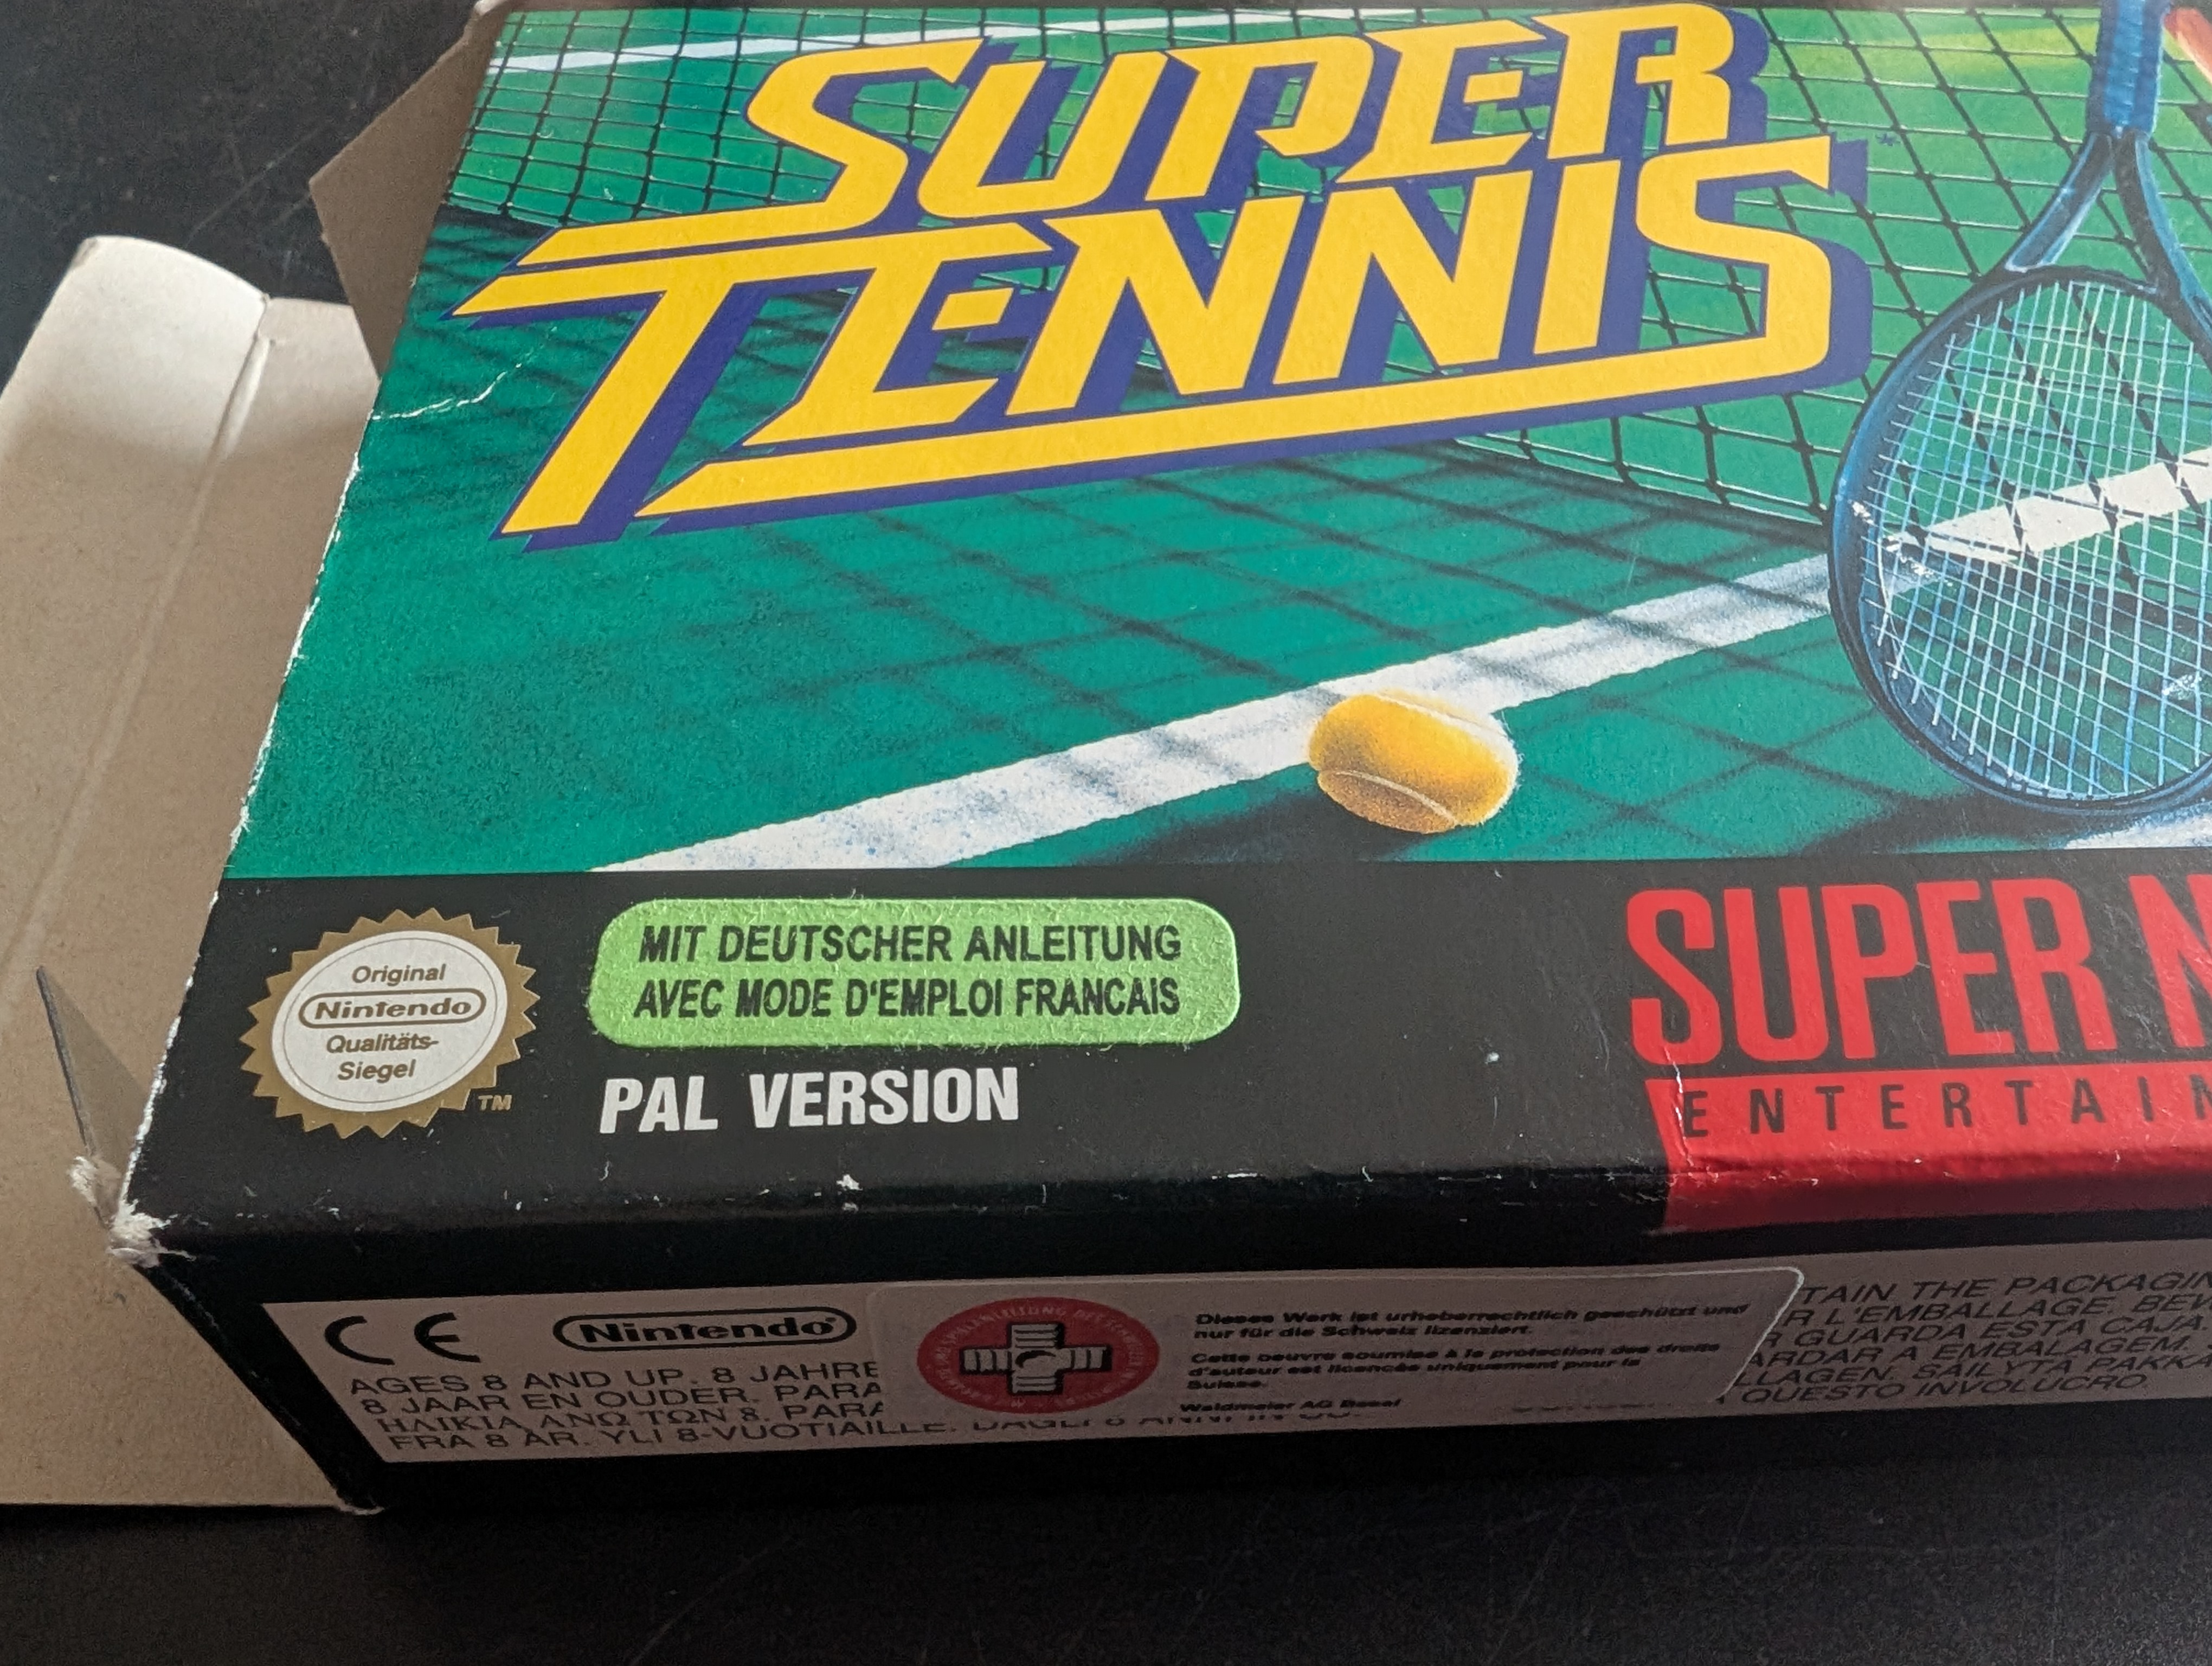 SUPER
TENNIS
MIT DEUTSCHER ANLEITUNG
AVEC MODE D'EMPLOI FRANCAIS
PAL VERSION
Original
Nintendo
Qualitäts-
Siegel
TM
SUPER N
ENTERTAIN
CE
Nintendo®
AGES 8 AND UP. 8 JAHRE
8 JAAR EN OUDER. PARA
ΗΛΙΚΙΑ ΑΝΩ ΤΩΝ 8. PARA
FRA 8 AR. YLI 8-VUOTIAILLE.
Dieses Werk ist urheberrechtlich geschützt und
nur für die Schweiz lizenziert.
Cette oeuvre soumise à la protection des droits
d'auteur est licencée uniquement pour la
Suisse.
Waldmeier AG Basel
TAIN THE PACKAGIN
R L'EMBALLAGE. BEW
R GUARDA ESTA CAJA.
ARDAR A EMBALAGEM.
LLAGEN. SÄILYTÄ PAKKA
QUESTO INVOLUCRO.